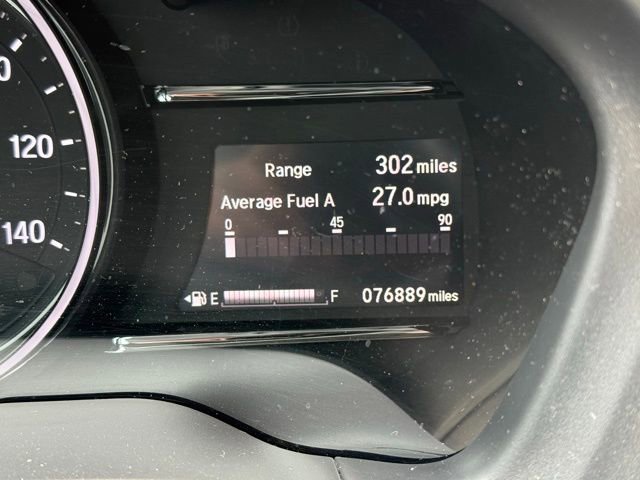 120
140
Range 302 miles
Average Fuel A 27.0 mpg
0 45 90
E F 076889 miles